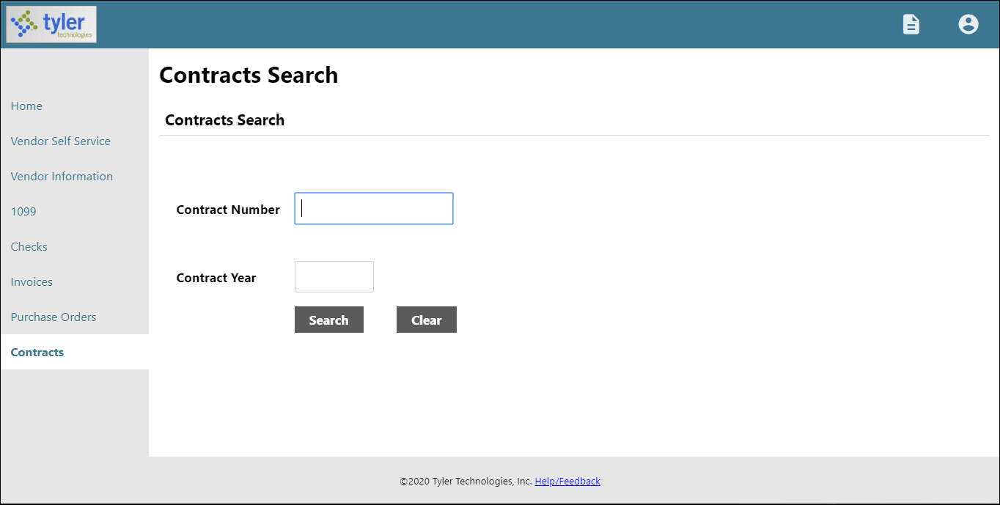 tyler
technologies
Contracts Search
Home
Vendor Self Service
Vendor Information
1099
Checks
Invoices
Purchase Orders
Contracts
Contracts Search
Contract Number
Contract Year
Search Clear
©2020 Tyler Technologies, Inc. Help/Feedback